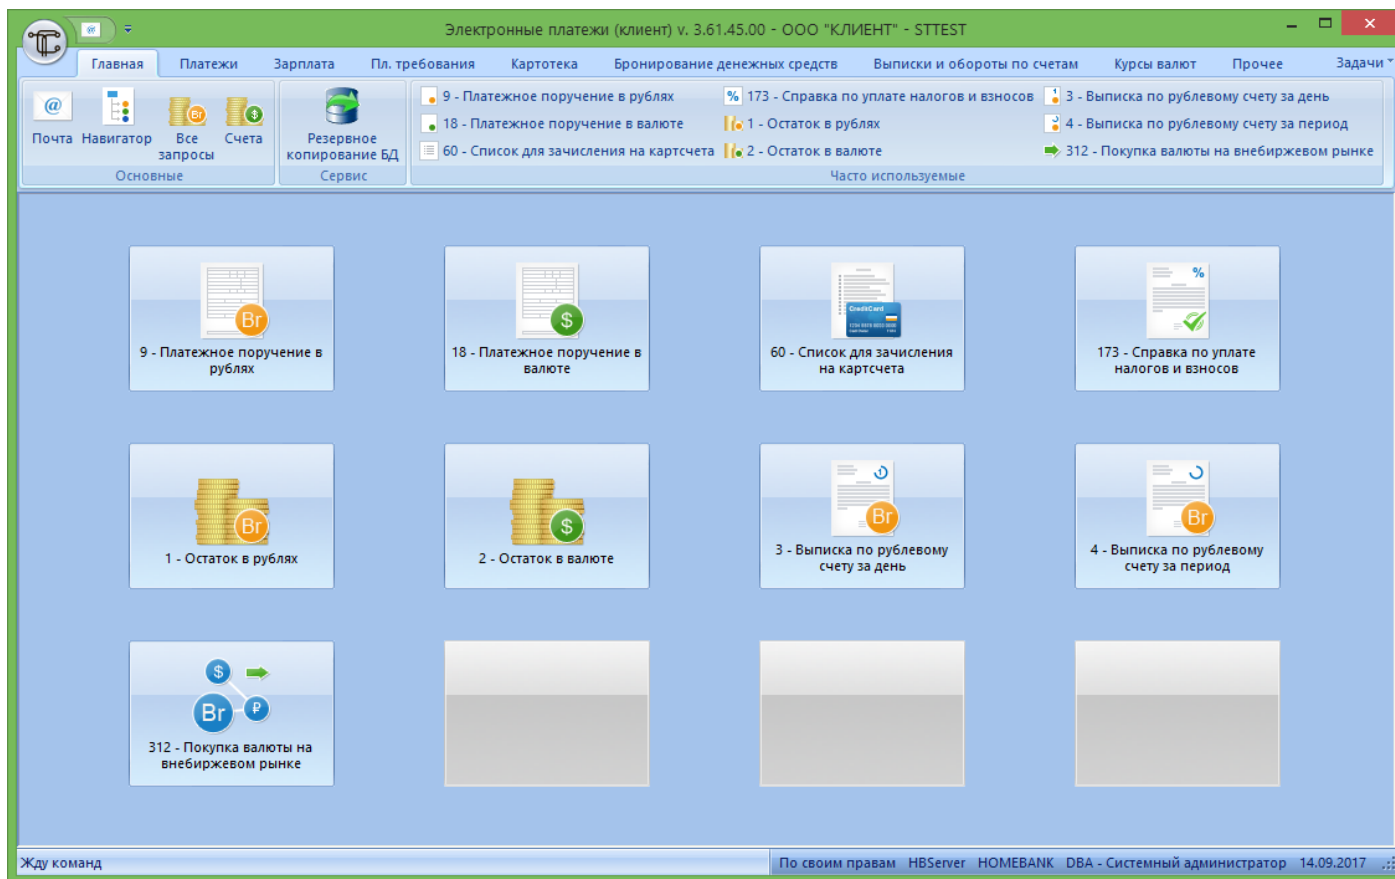 Электронные платежи (клиент) v. 3.61.45.00 - ООО "КЛИЕНТ" - STTEST
Главная Платежи Зарплата Пл. требования Картотека Бронирование денежных средств Выписки и обороты по счетам Курсы валют Прочее Задачи
Почта Навигатор Все запросы Счета
Основные
Резервное копирование БД
Сервис
9 - Платежное поручение в рублях
18 - Платежное поручение в валюте
60 - Список для зачисления на картсчета
173 - Справка по уплате налогов и взносов
1 - Остаток в рублях
2 - Остаток в валюте
3 - Выписка по рублевому счету за день
4 - Выписка по рублевому счету за период
312 - Покупка валюты на внебиржевом рынке
Часто используемые
Br
9 - Платежное поручение в
рублях
$
18 - Платежное поручение в
валюте
CreditCard
60 - Список для зачисления
на картсчета
%
173 - Справка по уплате
налогов и взносов
Br
1 - Остаток в рублях
$
2 - Остаток в валюте
1
Br
3 - Выписка по рублевому
счету за день
Br
4 - Выписка по рублевому
счету за период
$
Br ₽
312 - Покупка валюты на
внебиржевом рынке
Жду команд
По своим правам HBServer HOMEBANK DBA - Системный администратор 14.09.2017